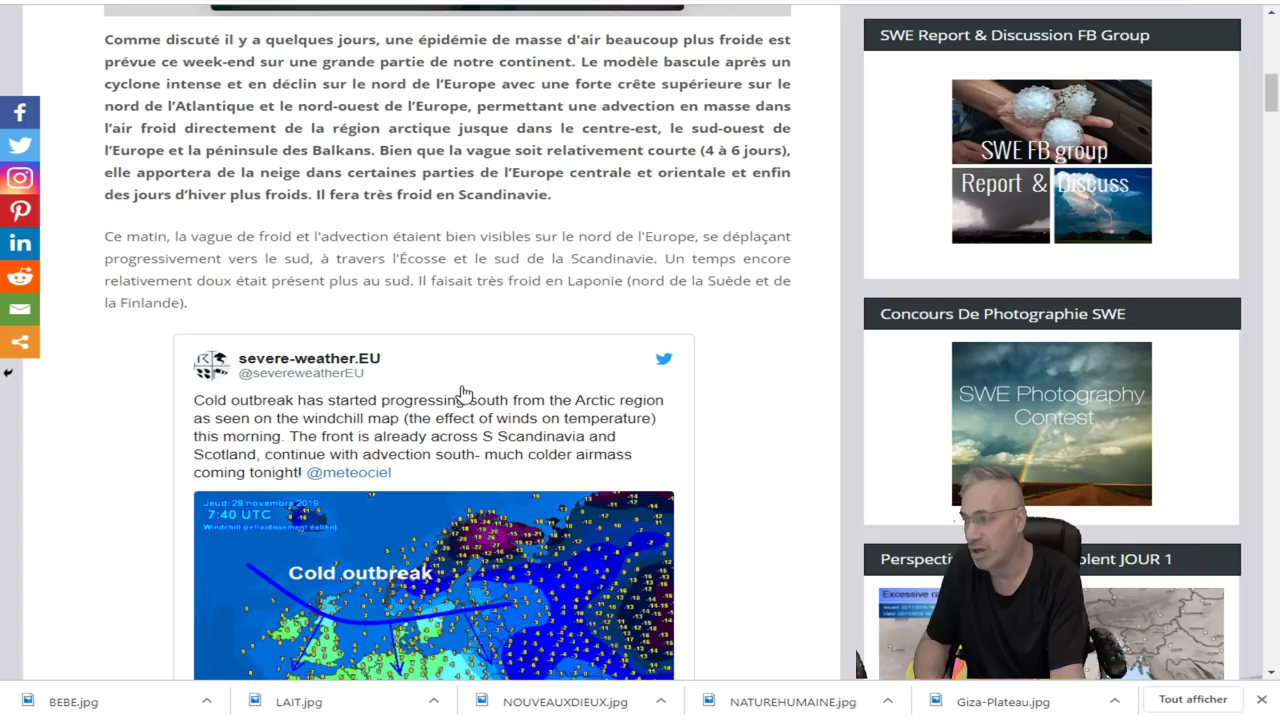 Comme discuté il y a quelques jours, une épidémie de masse d'air beaucoup plus froide est
prévue ce week-end sur une grande partie de notre continent. Le modèle bascule après un
cyclone intense et en déclin sur le nord de l'Europe avec une forte crête supérieure sur le
nord de l'Atlantique et le nord-ouest de l'Europe, permettant une advection en masse dans
l'air froid directement de la région arctique jusque dans le centre-est, le sud-ouest de
l'Europe et la péninsule des Balkans. Bien que la vague soit relativement courte (4 à 6 jours),
elle apportera de la neige dans certaines parties de l'Europe centrale et orientale et enfin
des jours d'hiver plus froids. Il fera très froid en Scandinavie.
Ce matin, la vague de froid et l'advection étaient bien visibles sur le nord de l'Europe, se déplaçant
progressivement vers le sud, à travers l'Écosse et le sud de la Scandinavie. Un temps encore
relativement doux était présent plus au sud. Il faisait très froid en Laponie (nord de la Suède et de
la Finlande).
severe-weather.EU
@severeweatherEU
Cold outbreak has started progressing south from the Arctic region
as seen on the windchill map (the effect of winds on temperature)
this morning. The front is already across S Scandinavia and
Scotland, continue with advection south- much colder airmass
coming tonight! @meteociel
Jeudi 28 novembre 2019
7:40 UTC
Windchill (refroidissement éolien)
Cold outbreak
SWE Report & Discussion FB Group
SWE FB group
Report & Discuss
Concours De Photographie SWE
SWE Photography
Contest
Perspecti
olent JOUR 1
Excessive ra
BEBE.jpg
LAIT.jpg
NOUVEAUXDIEUX.jpg
NATUREHUMAINE.jpg
Giza-Plateau.jpg
Tout afficher